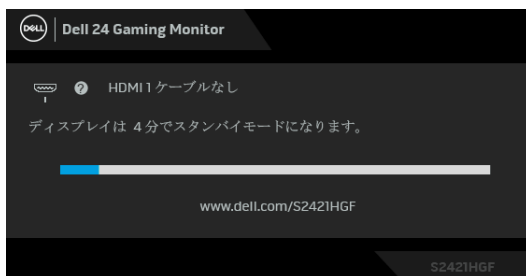 DELL
Dell 24 Gaming Monitor
HDMI 1 ケーブルなし
ディスプレイは 4 分でスタンバイモードになります。
www.dell.com/S2421HGF
S2421HGF